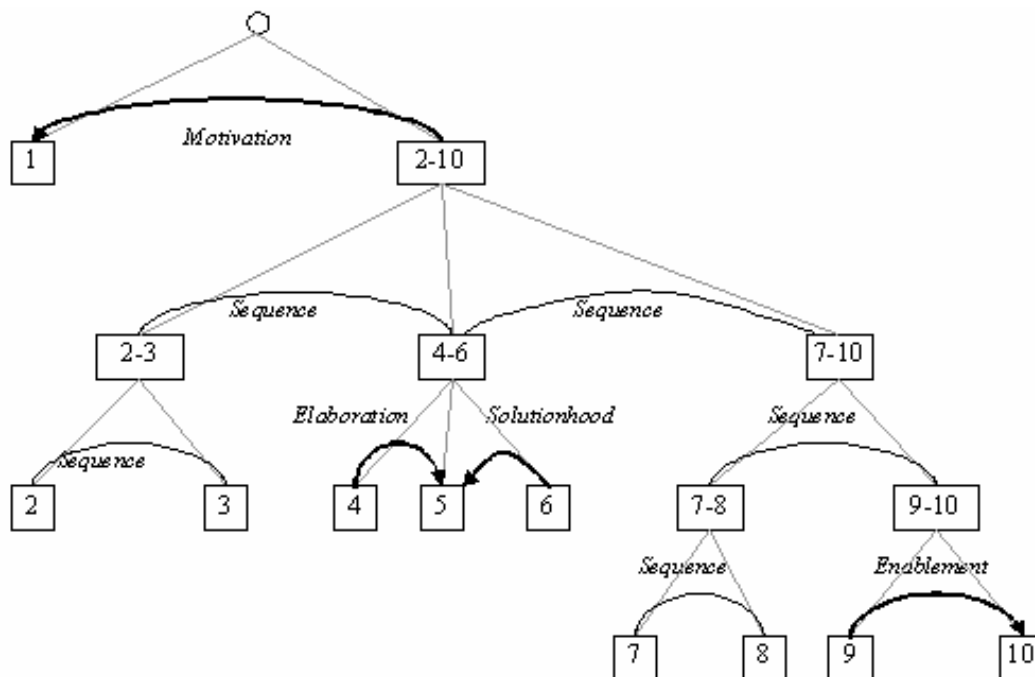 Motivation
1
2-10
Sequence
Sequence
2-3
4-6
7-10
Elaboration
Solutionhood
Sequence
Sequence
2
3
4
5
6
7-8
9-10
Sequence
Enablement
7
8
9
10